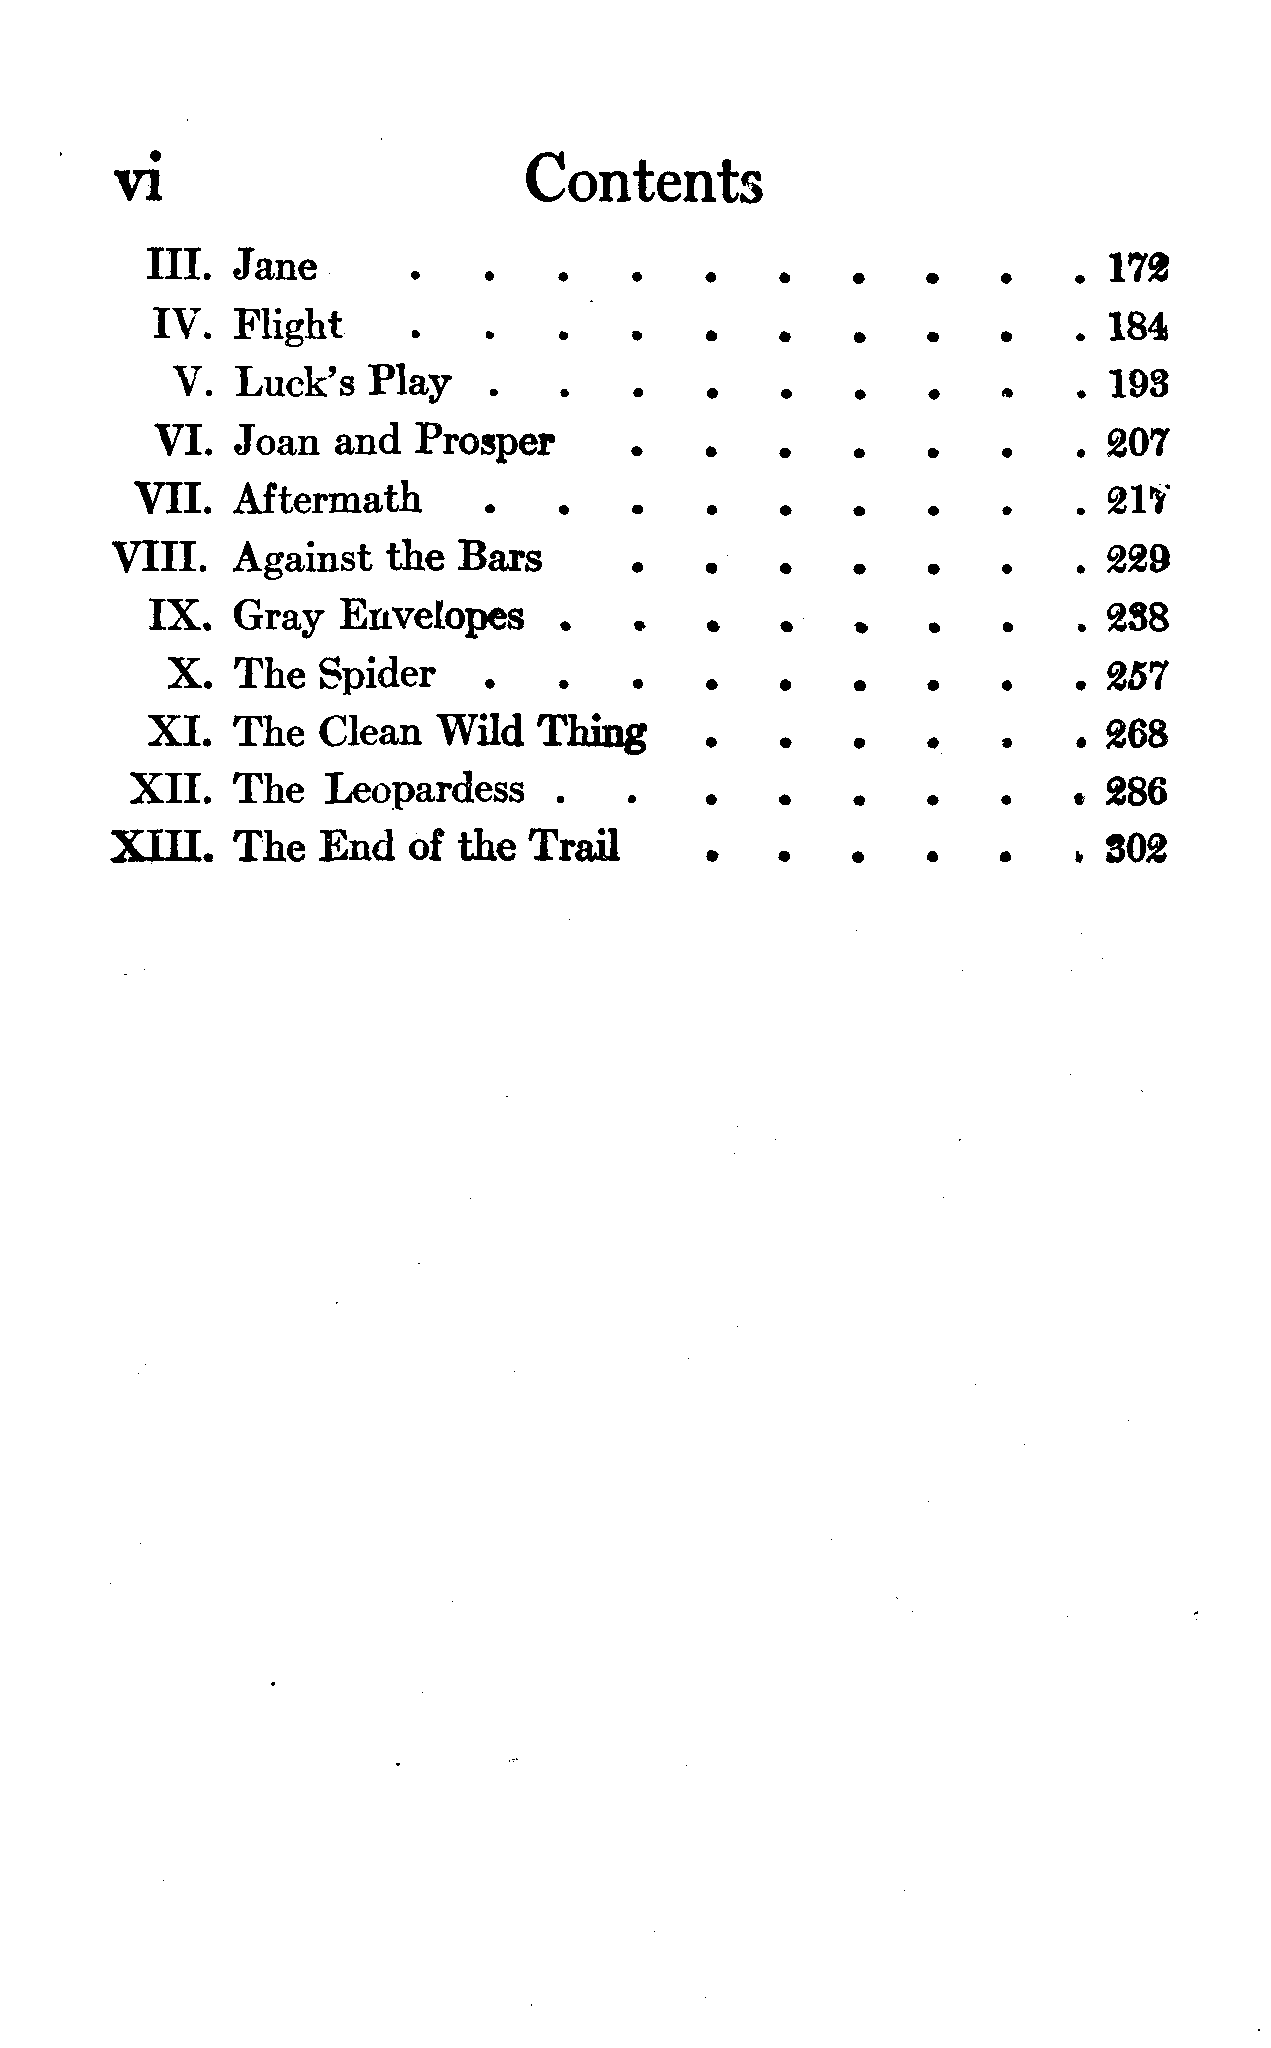 vi Contents
III. Jane . . . . . . . . . . 172
IV. Flight . . . . . . . . . . 184
V. Luck's Play . . . . . . . . . 193
VI. Joan and Prosper . . . . . . . 207
VII. Aftermath . . . . . . . . . 217
VIII. Against the Bars . . . . . . . 229
IX. Gray Envelopes . . . . . . . . 238
X. The Spider . . . . . . . . . 257
XI. The Clean Wild Thing . . . . . . 268
XII. The Leopardess . . . . . . . . 286
XIII. The End of the Trail . . . . . . 302